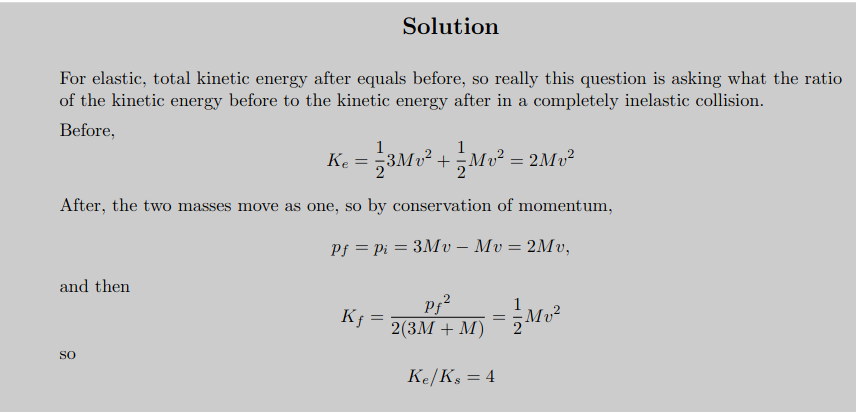 Solution
For elastic, total kinetic energy after equals before, so really this question is asking what the ratio
of the kinetic energy before to the kinetic energy after in a completely inelastic collision.
Before,
$K_e = \frac{1}{2}3Mv^2 + \frac{1}{2}Mv^2 = 2Mv^2$
After, the two masses move as one, so by conservation of momentum,
$p_f = p_i = 3Mv - Mv = 2Mv,$
and then
$K_f = \frac{{p_f}^2}{2(3M + M)} = \frac{1}{2}Mv^2$
so
$K_e/K_s = 4$